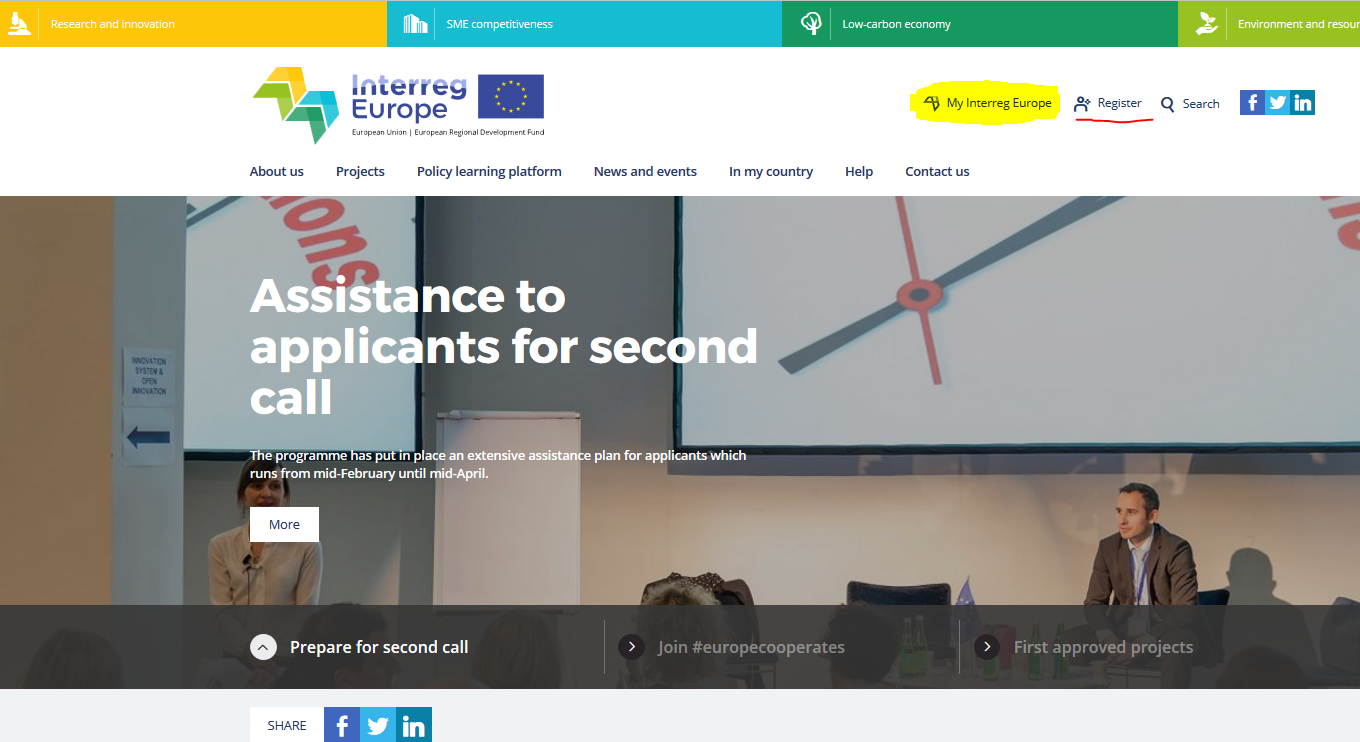 Research and innovation
SME competitiveness
Low-carbon economy
Environment and resour
Interreg
Europe
European Union | European Regional Development Fund
My Interreg Europe
Register
Search
About us
Projects
Policy learning platform
News and events
In my country
Help
Contact us
ions
Assistance to
applicants for second
call
INNOVATION
SYSTEM &
OPEN
INNOVATION
The programme has put in place an extensive assistance plan for applicants which
runs from mid-February until mid-April.
More
Prepare for second call
Join #europecooperates
First approved projects
SHARE